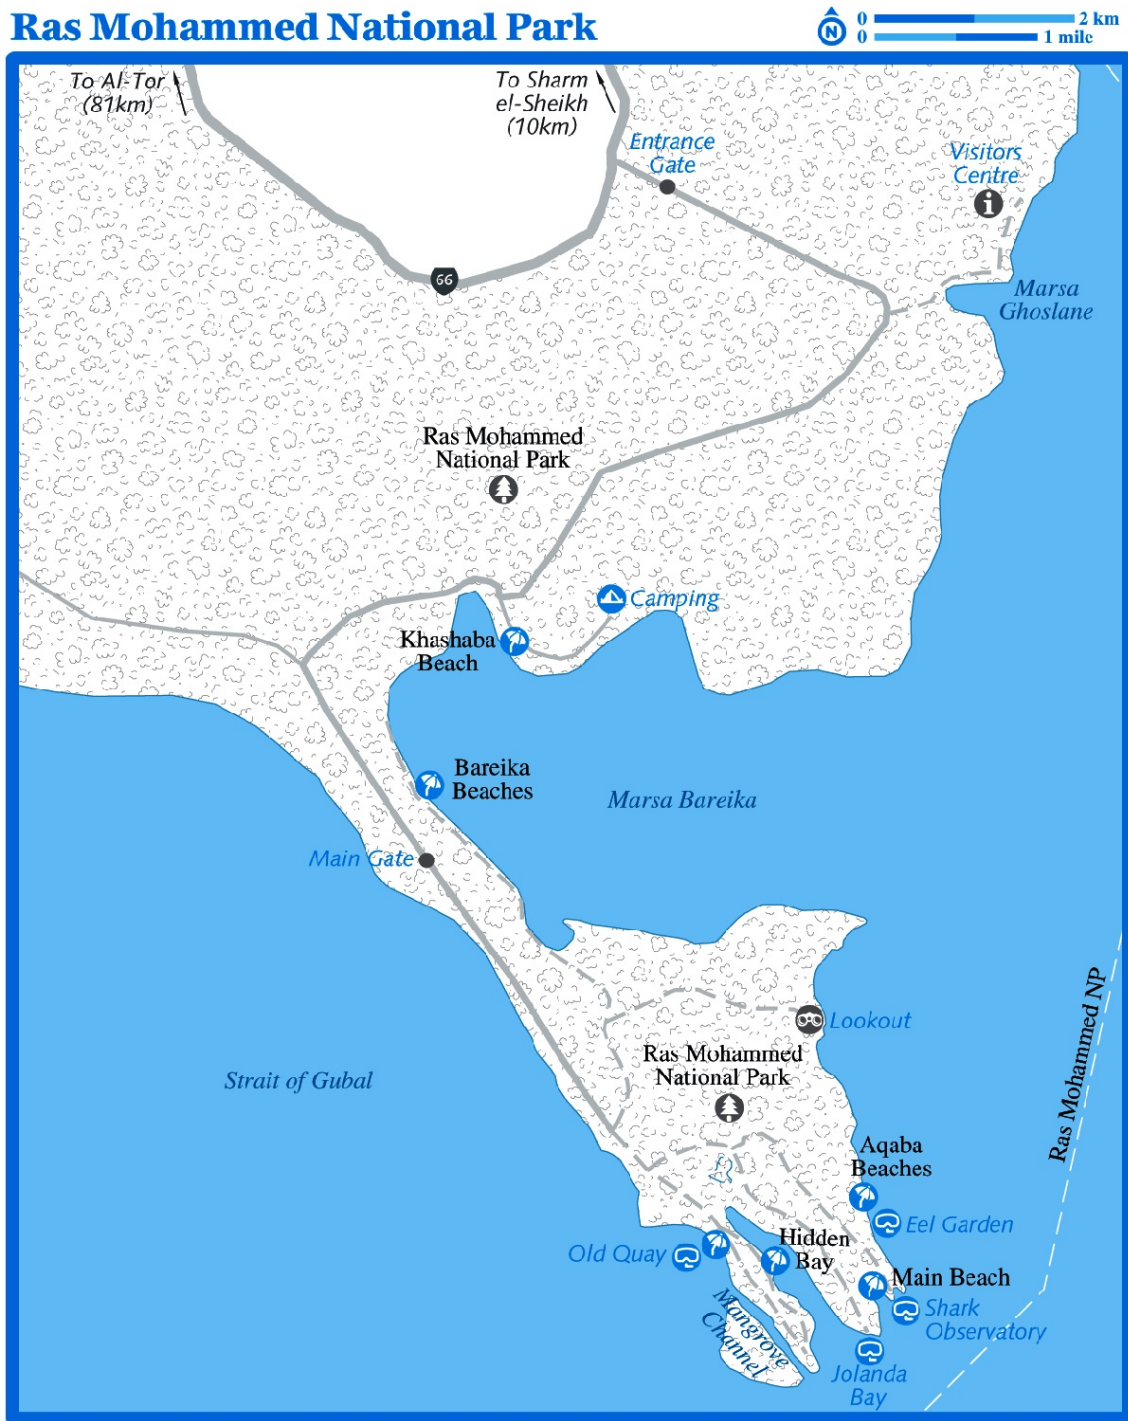 Ras Mohammed National Park
N
0 2 km
0 1 mile
To Al-Tor
(81km)
To Sharm
el-Sheikh
(10km)
Entrance
Gate
Visitors
Centre
i
66
Marsa
Ghoslane
Ras Mohammed
National Park
Camping
Khashaba
Beach
Bareika
Beaches
Marsa Bareika
Main Gate
Lookout
Ras Mohammed NP
Ras Mohammed
National Park
Strait of Gubal
Aqaba
Beaches
Eel Garden
Old Quay
Hidden
Bay
Main Beach
Shark
Observatory
Mangrove
Channel
Jolanda
Bay